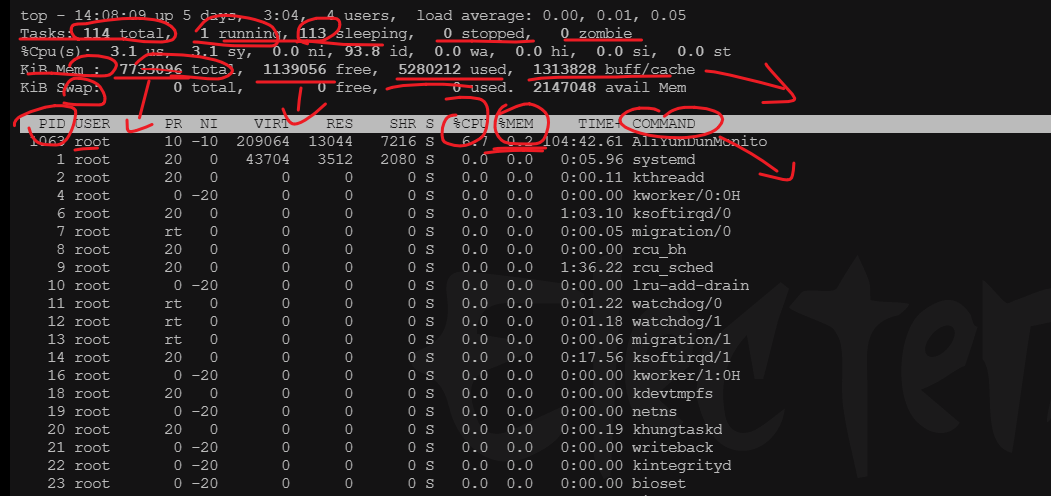 top - 14:08:09 up 5 days, 3:04, 4 users, load average: 0.00, 0.01, 0.05
Tasks: 114 total, 1 running, 113 sleeping, 0 stopped, 0 zombie
%Cpu(s): 3.1 us, 3.1 sy, 0.0 ni, 93.8 id, 0.0 wa, 0.0 hi, 0.0 si, 0.0 st
KiB Mem : 7733096 total, 1139056 free, 5280212 used, 1313828 buff/cache
KiB Swap: 0 total, 0 free, 0 used. 2147048 avail Mem
PID USER PR NI VIRT RES SHR S %CPU %MEM TIME+ COMMAND
1063 root 10 -10 209064 13044 7216 S 6.7 0.2 104:42.61 AliYunDunMonito
1 root 20 0 43704 3512 2080 S 0.0 0.0 0:05.96 systemd
2 root 20 0 0 0 0 S 0.0 0.0 0:00.11 kthreadd
4 root 0 -20 0 0 0 S 0.0 0.0 0:00.00 kworker/0:0H
6 root 20 0 0 0 0 S 0.0 0.0 1:03.10 ksoftirqd/0
7 root rt 0 0 0 0 S 0.0 0.0 0:00.05 migration/0
8 root 20 0 0 0 0 S 0.0 0.0 0:00.00 rcu_bh
9 root 20 0 0 0 0 S 0.0 0.0 1:36.22 rcu_sched
10 root 0 -20 0 0 0 S 0.0 0.0 0:00.00 lru-add-drain
11 root rt 0 0 0 0 S 0.0 0.0 0:01.22 watchdog/0
12 root rt 0 0 0 0 S 0.0 0.0 0:01.18 watchdog/1
13 root rt 0 0 0 0 S 0.0 0.0 0:00.06 migration/1
14 root 20 0 0 0 0 S 0.0 0.0 0:17.56 ksoftirqd/1
16 root 0 -20 0 0 0 S 0.0 0.0 0:00.00 kworker/1:0H
18 root 20 0 0 0 0 S 0.0 0.0 0:00.00 kdevtmpfs
19 root 0 -20 0 0 0 S 0.0 0.0 0:00.00 netns
20 root 20 0 0 0 0 S 0.0 0.0 0:00.19 khungtaskd
21 root 0 -20 0 0 0 S 0.0 0.0 0:00.00 writeback
22 root 0 -20 0 0 0 S 0.0 0.0 0:00.00 kintegrityd
23 root 0 -20 0 0 0 S 0.0 0.0 0:00.00 bioset